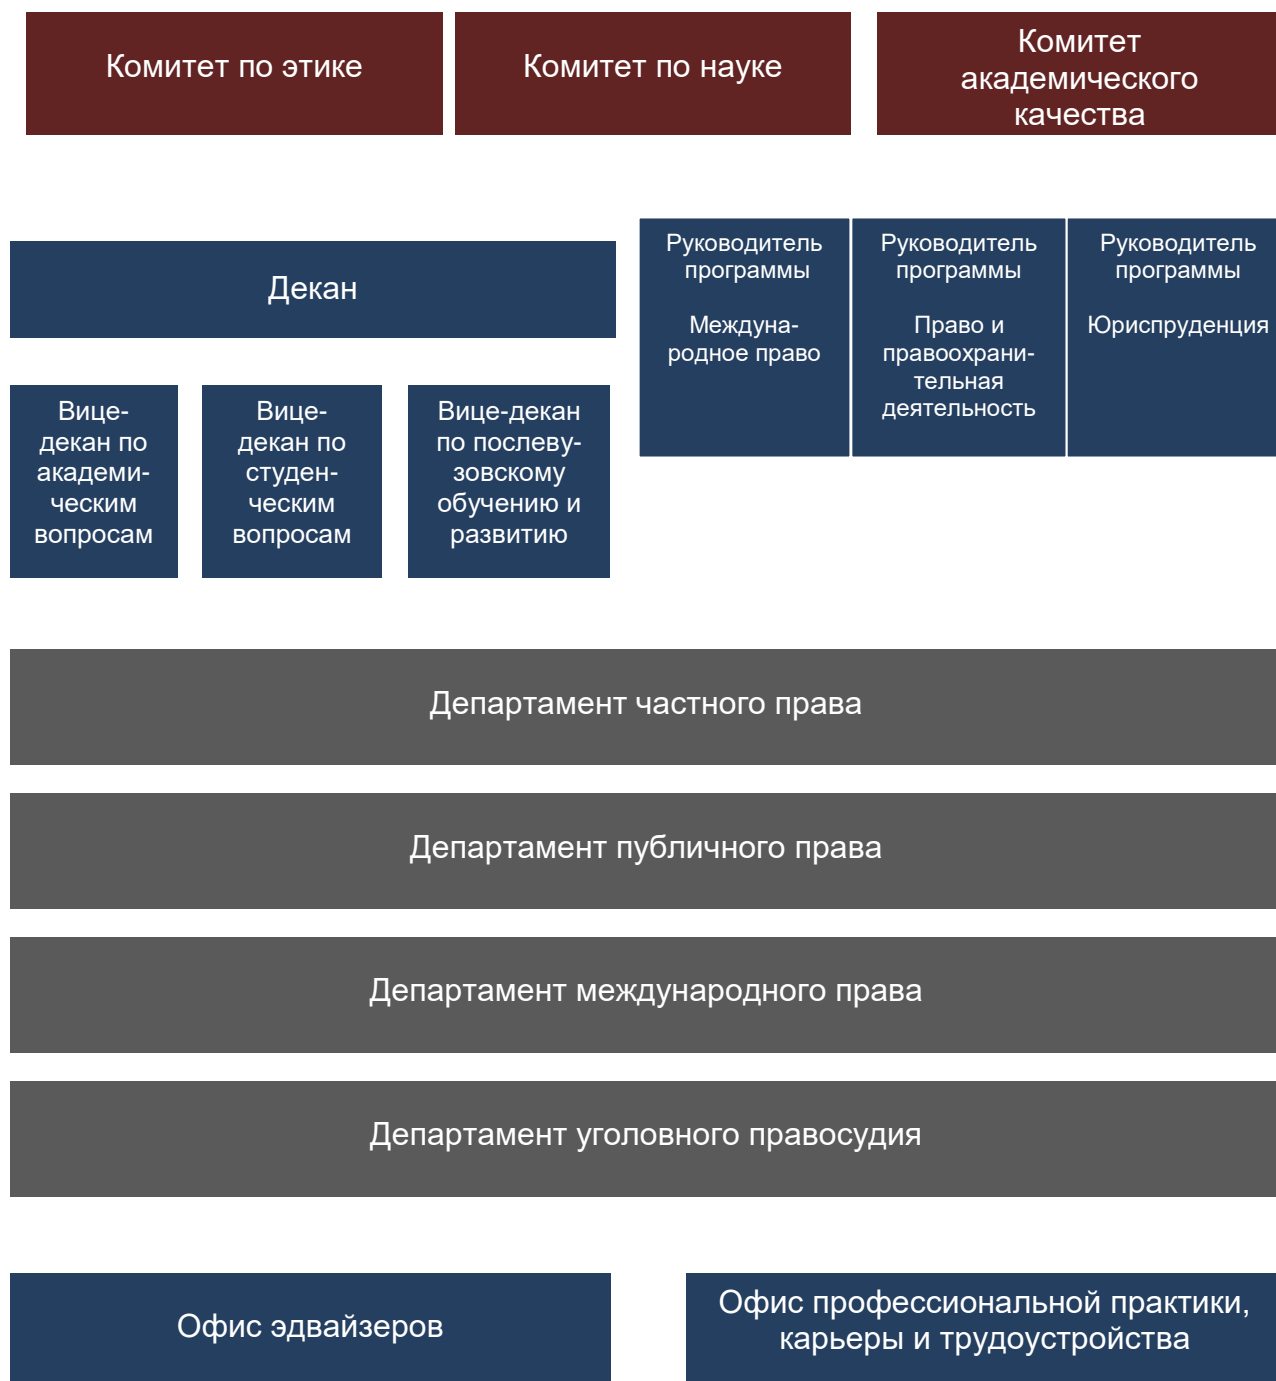 Комитет по этике
Комитет по науке
Комитет
академического
качества
Декан
Руководитель
программы
Междуна-
родное право
Руководитель
программы
Право и
правоохрани-
тельная
деятельность
Руководитель
программы
Юриспруденция
Вице-
декан по
академи-
ческим
вопросам
Вице-
декан по
студен-
ческим
вопросам
Вице-декан
по послеву-
зовскому
обучению и
развитию
Департамент частного права
Департамент публичного права
Департамент международного права
Департамент уголовного правосудия
Офис эдвайзеров
Офис профессиональной практики,
карьеры и трудоустройства